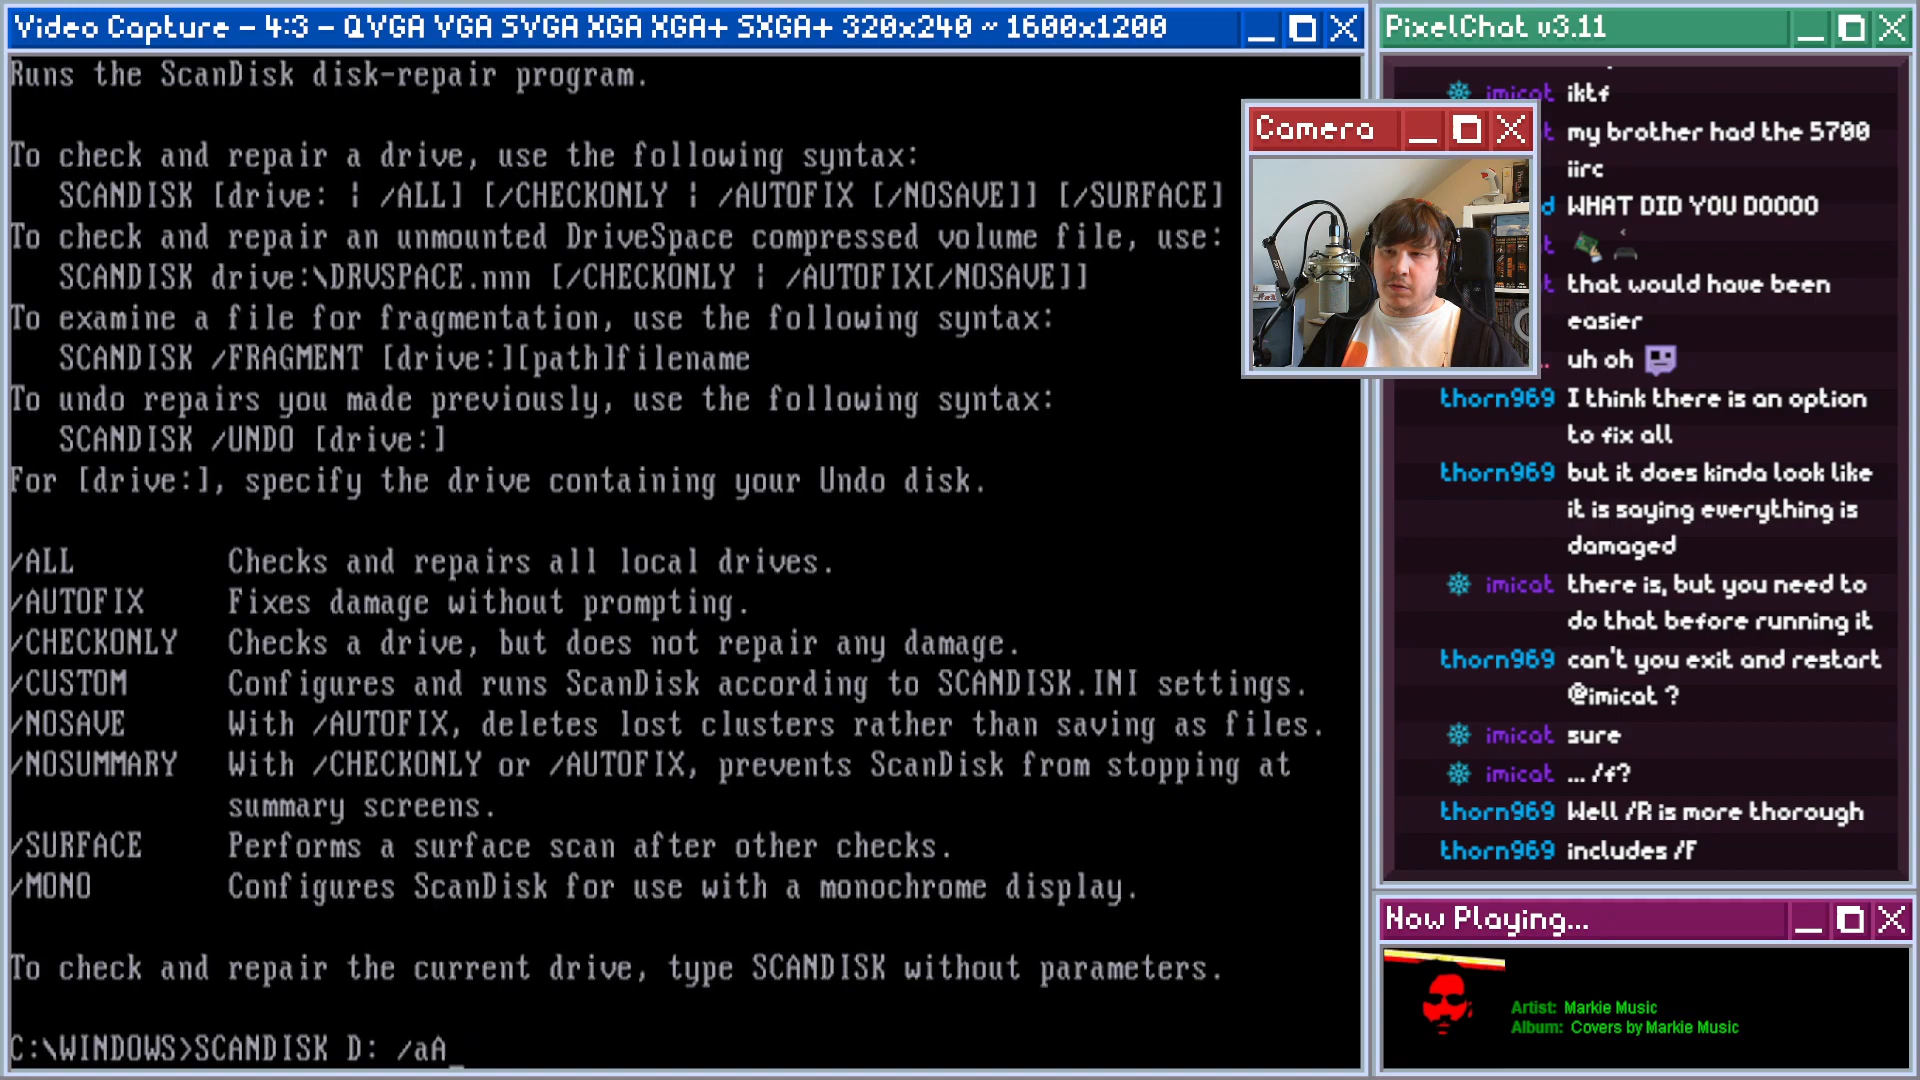 Video Capture - 4:3 - QVGA VGA SVGA XGA XGA+ SXGA+ 320x240 ~ 1600x1200
Runs the ScanDisk disk-repair program.
To check and repair a drive, use the following syntax:
SCANDISK [drive: | /ALL] [/CHECKONLY | /AUTOFIX [/NOSAVE]] [/SURFACE]
To check and repair an unmounted DriveSpace compressed volume file, use:
SCANDISK drive:\DRVSPACE.nnn [/CHECKONLY | /AUTOFIX[/NOSAVE]]
To examine a file for fragmentation, use the following syntax:
SCANDISK /FRAGMENT [drive:][path]filename
To undo repairs you made previously, use the following syntax:
SCANDISK /UNDO [drive:]
For [drive:], specify the drive containing your Undo disk.
/ALL Checks and repairs all local drives.
/AUTOFIX Fixes damage without prompting.
/CHECKONLY Checks a drive, but does not repair any damage.
/CUSTOM Configures and runs ScanDisk according to SCANDISK.INI settings.
/NOSAVE With /AUTOFIX, deletes lost clusters rather than saving as files.
/NOSUMMARY With /CHECKONLY or /AUTOFIX, prevents ScanDisk from stopping at
summary screens.
/SURFACE Performs a surface scan after other checks.
/MONO Configures ScanDisk for use with a monochrome display.
To check and repair the current drive, type SCANDISK without parameters.
C:\WINDOWS>SCANDISK D: /aA_
Camera
PixelChat v3.11
imicat iktf
t my brother had the 5700
iirc
d WHAT DID YOU DOOOO
t
t that would have been
easier
.. uh oh
thorn969 I think there is an option
to fix all
thorn969 but it does kinda look like
it is saying everything is
damaged
imicat there is, but you need to
do that before running it
thorn969 can't you exit and restart
@imicat ?
imicat sure
imicat ... /f?
thorn969 Well /R is more thorough
thorn969 includes /F
Now Playing...
Artist: Markie Music
Album: Covers by Markie Music